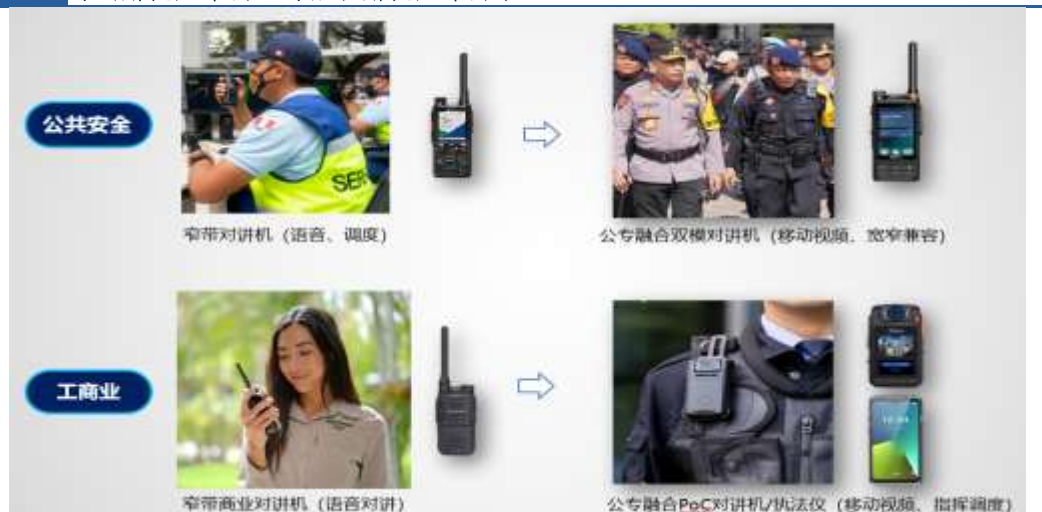 公共安全
SER
窄带对讲机（语音、调度）
公专融合双模对讲机（移动视频、宽窄兼容）
工商业
窄带商业对讲机（语音对讲）
公专融合PoC对讲机/执法仪（移动视频、指挥调度）